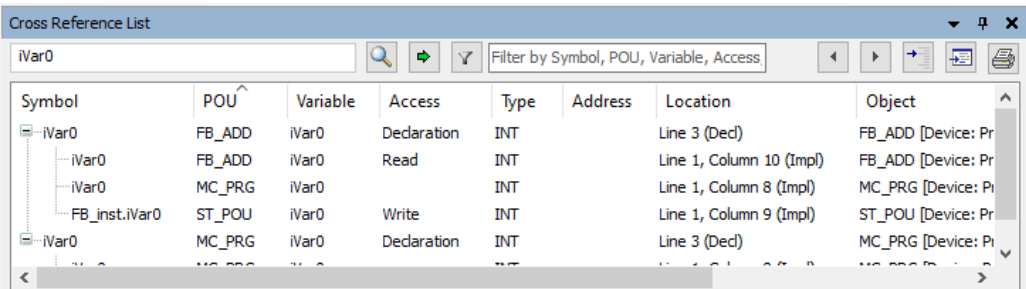 Cross Reference List
iVar0 Filter by Symbol, POU, Variable, Access,
Symbol POU Variable Access Type Address Location Object
iVar0 FB_ADD iVar0 Declaration INT Line 3 (Decl) FB_ADD [Device: Pr
iVar0 FB_ADD iVar0 Read INT Line 1, Column 10 (Impl) FB_ADD [Device: Pr
iVar0 MC_PRG iVar0 INT Line 1, Column 8 (Impl) MC_PRG [Device: Pr
FB_inst.iVar0 ST_POU iVar0 Write INT Line 1, Column 9 (Impl) ST_POU [Device: Pr
iVar0 MC_PRG iVar0 Declaration INT Line 3 (Decl) MC_PRG [Device: Pr